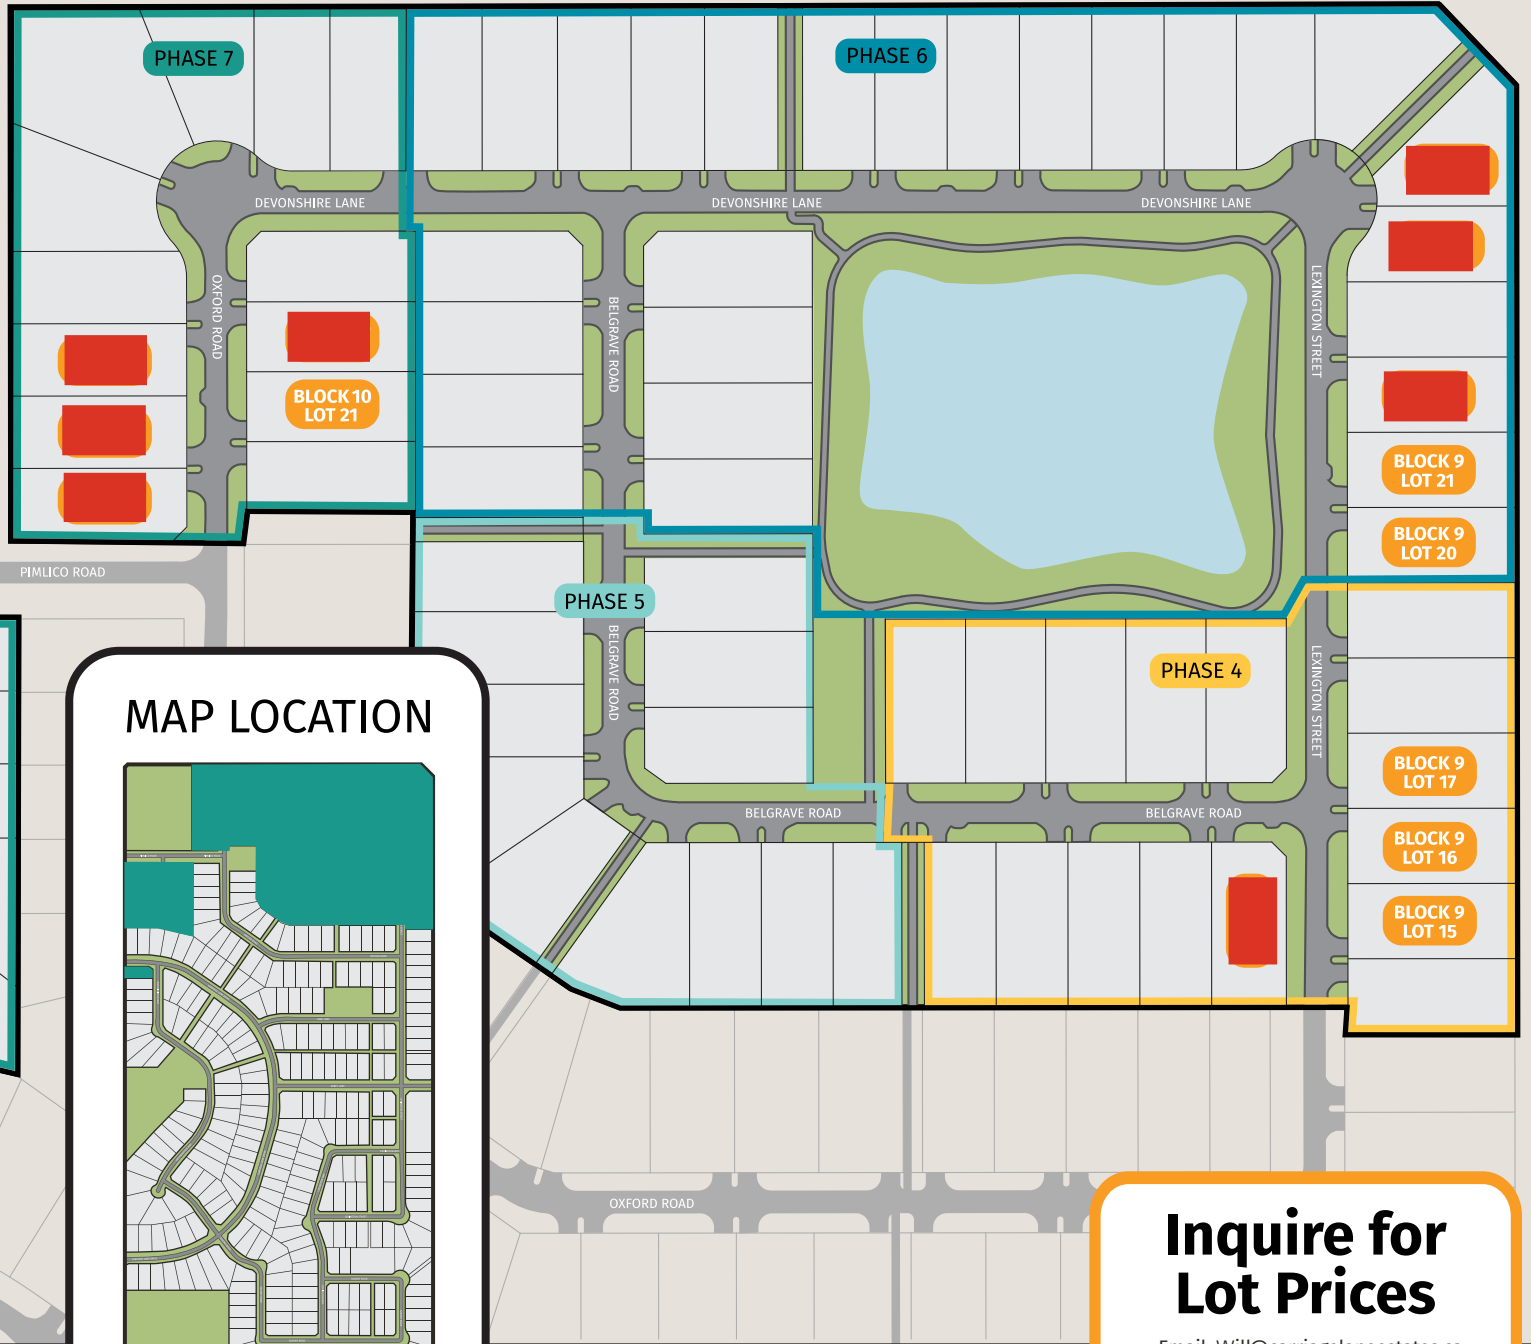 PHASE 7
PHASE 6
DEVONSHIRE LANE
DEVONSHIRE LANE
DEVONSHIRE LANE
OXFORD ROAD
BELGRAVE ROAD
LEXINGTON STREET
BLOCK 10
LOT 21
BLOCK 9
LOT 21
BLOCK 9
LOT 20
PIMLICO ROAD
PHASE 5
BELGRAVE ROAD
PHASE 4
LEXINGTON STREET
MAP LOCATION
BLOCK 9
LOT 17
BELGRAVE ROAD
BELGRAVE ROAD
BLOCK 9
LOT 16
BLOCK 9
LOT 15
OXFORD ROAD
Inquire for
Lot Prices